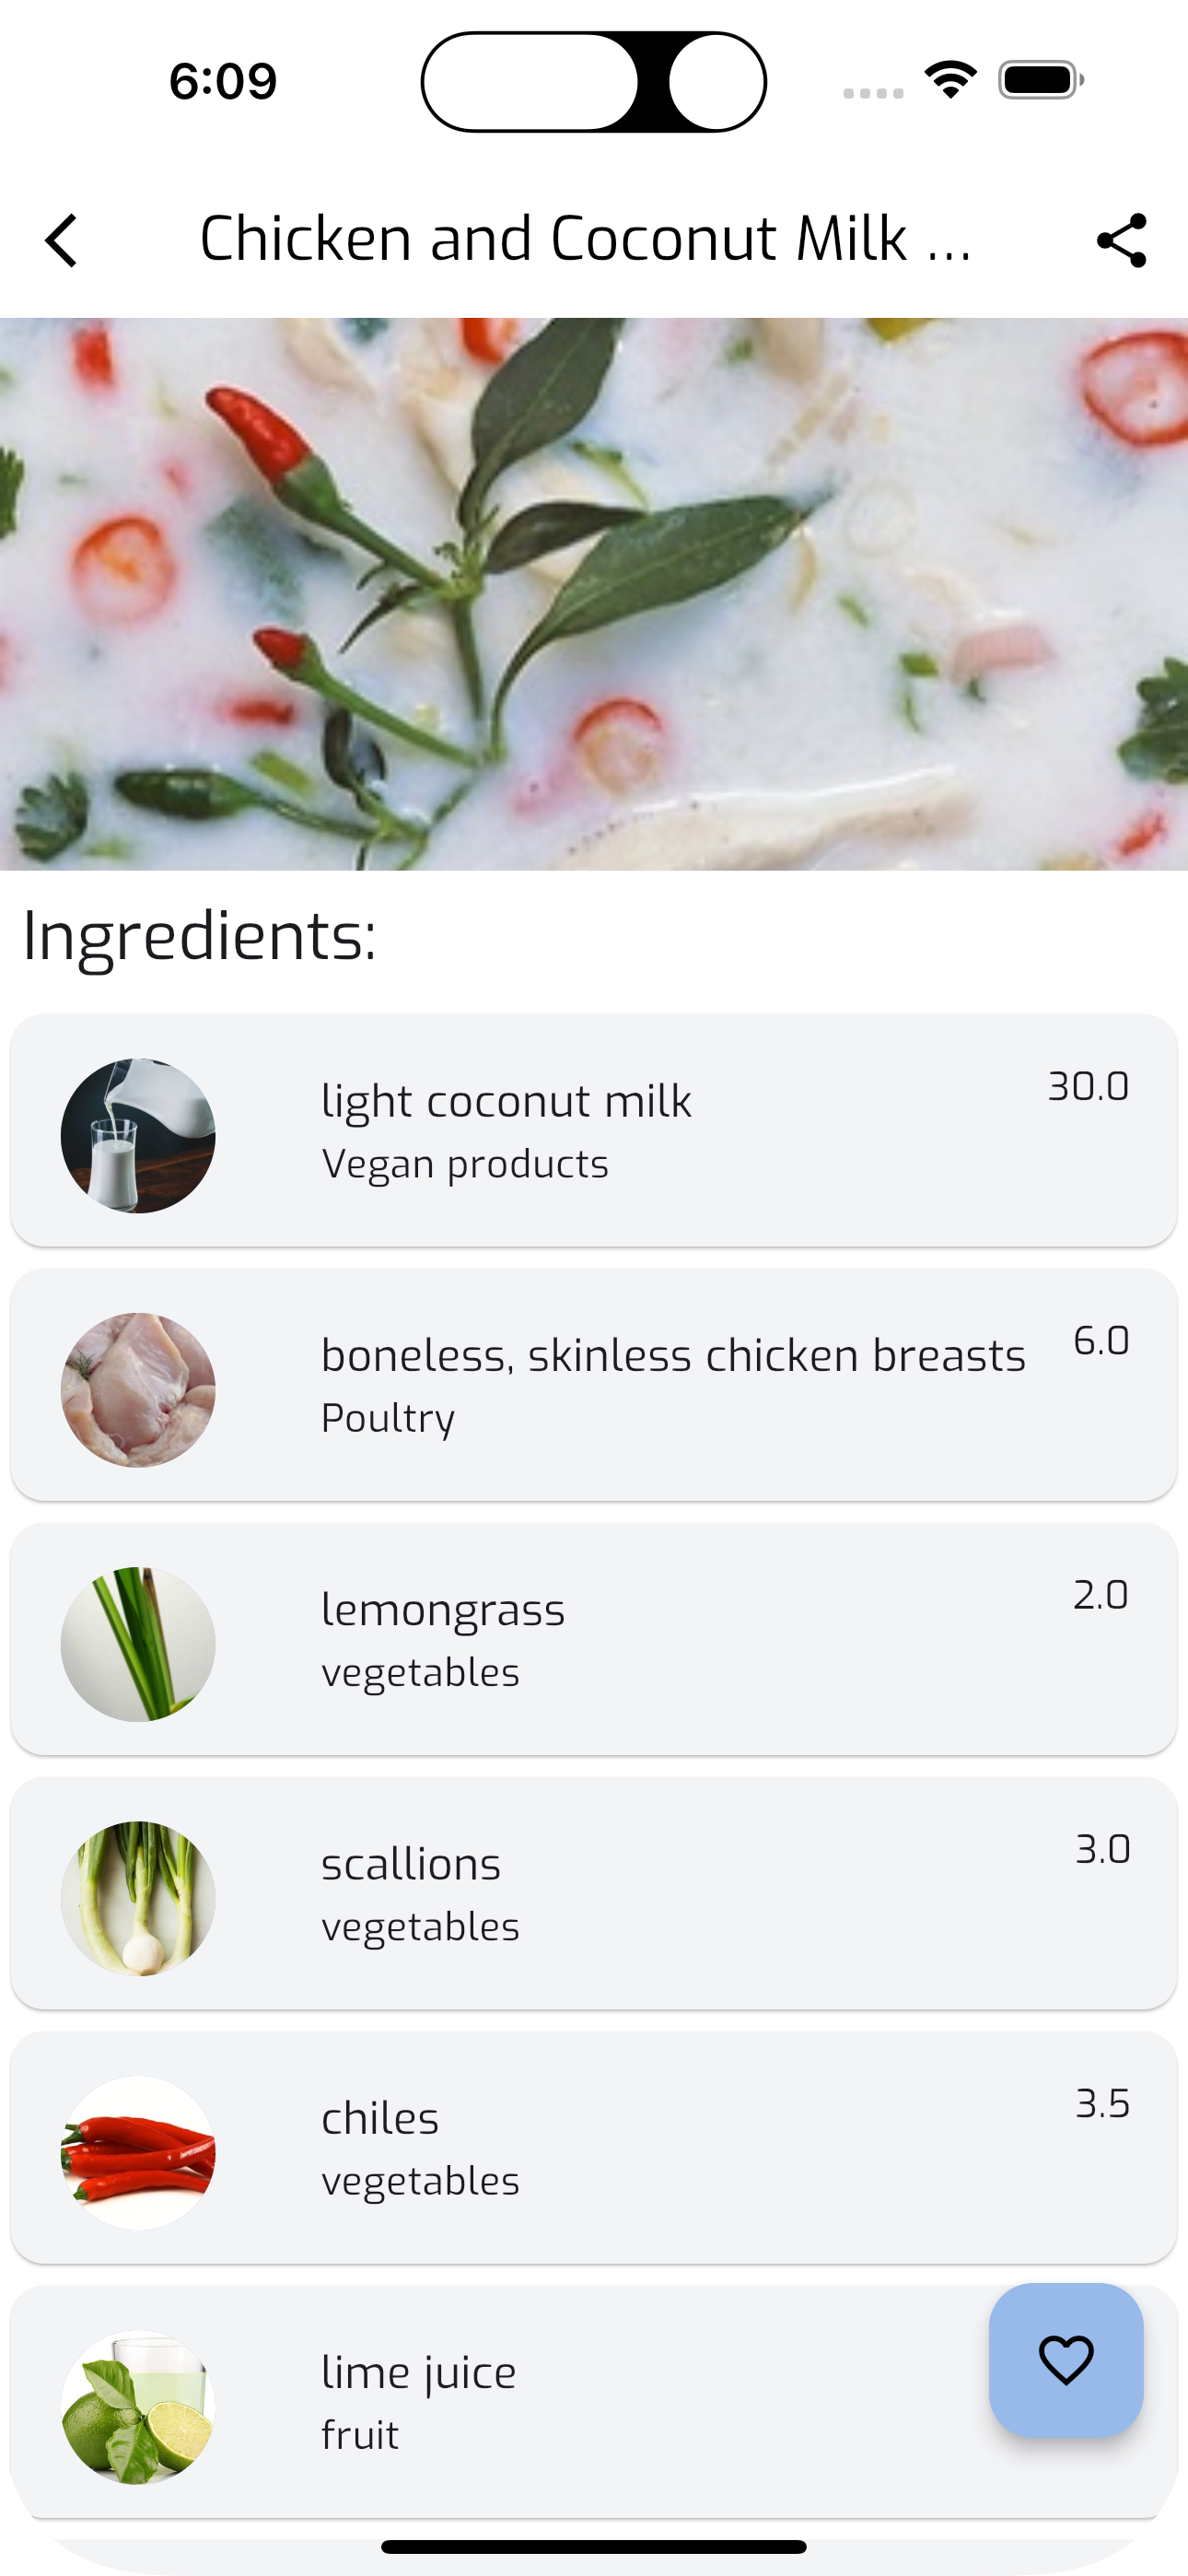 6:09
Chicken and Coconut Milk ...
Ingredients:
light coconut milk
30.0
Vegan products
boneless, skinless chicken breasts
6.0
Poultry
lemongrass
2.0
vegetables
scallions
3.0
vegetables
chiles
3.5
vegetables
lime juice
fruit